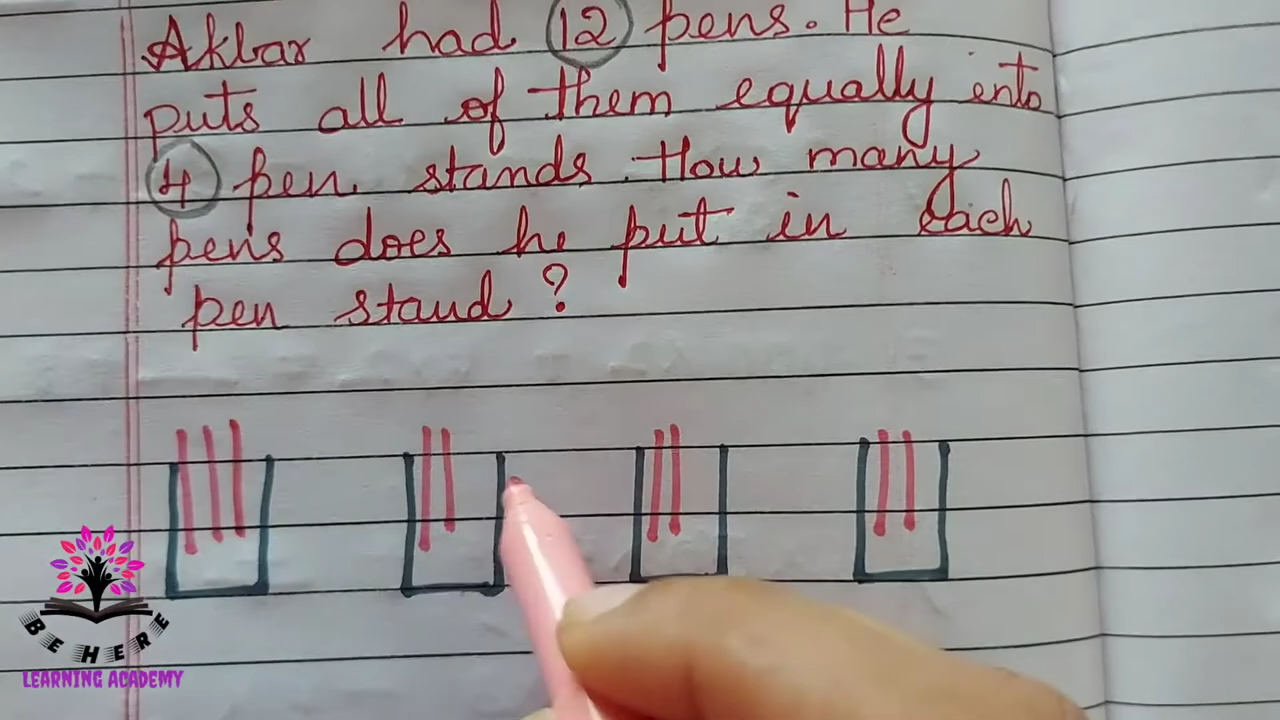 Akbar had 12 pens. He
puts all of them equally into
4 pen stands. How many
pens does he put in each
pen stand?
BE HERE
LEARNING ACADEMY